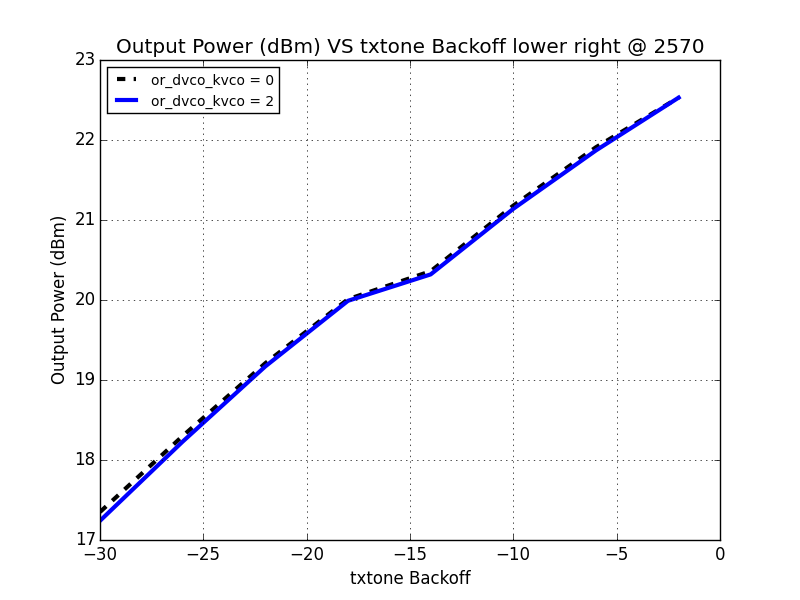 Output Power (dBm) VS txtone Backoff lower right @ 2570
or_dvco_kvco = 0
or_dvco_kvco = 2
Output Power (dBm)
23
22
21
20
19
18
17
−30
−25
−20
−15
−10
−5
0
txtone Backoff